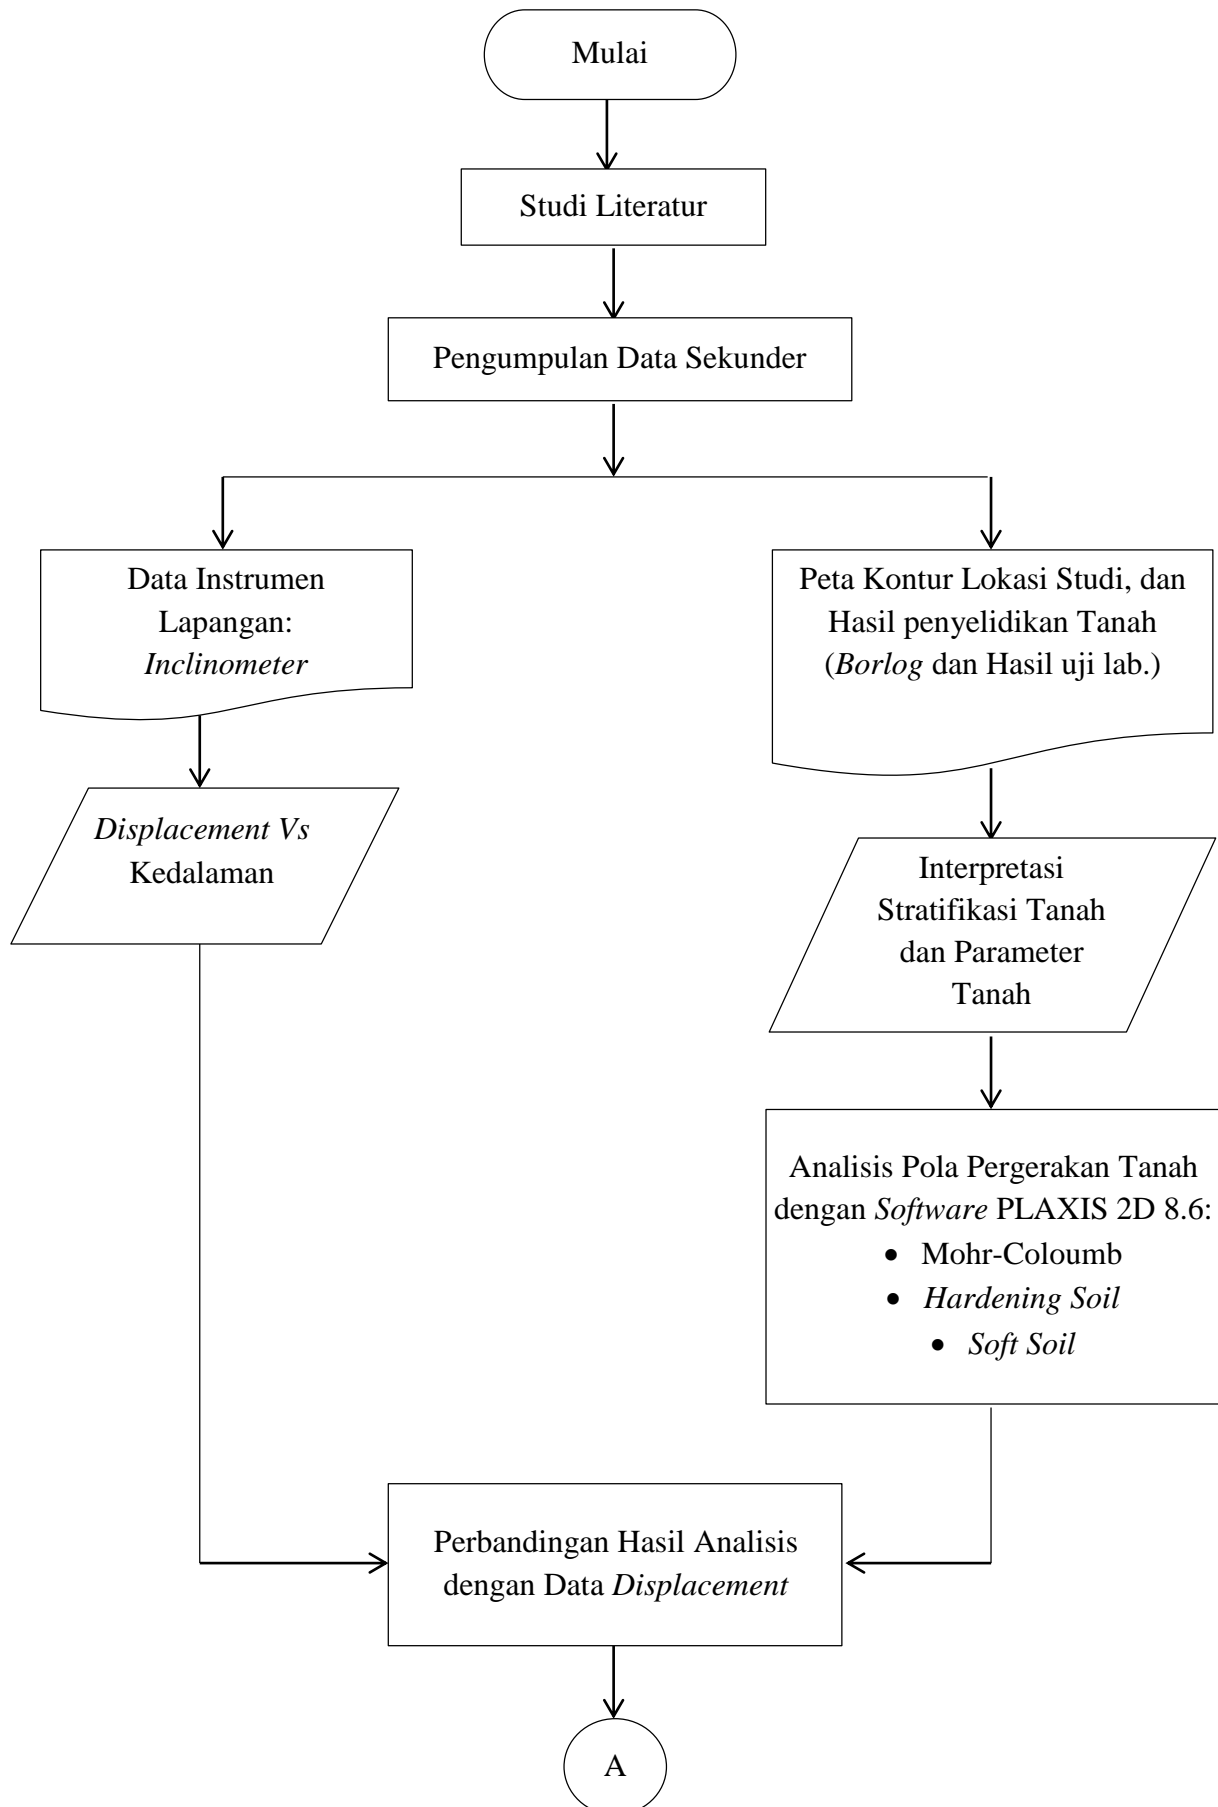 Mulai
Studi Literatur
Pengumpulan Data Sekunder
Data Instrumen
Lapangan:
Inclinometer
Peta Kontur Lokasi Studi, dan
Hasil penyelidikan Tanah
(Borlog dan Hasil uji lab.)
Displacement Vs
Kedalaman
Interpretasi
Stratifikasi Tanah
dan Parameter
Tanah
Analisis Pola Pergerakan Tanah
dengan Software PLAXIS 2D 8.6:
• Mohr-Coloumb
• Hardening Soil
• Soft Soil
Perbandingan Hasil Analisis
dengan Data Displacement
A